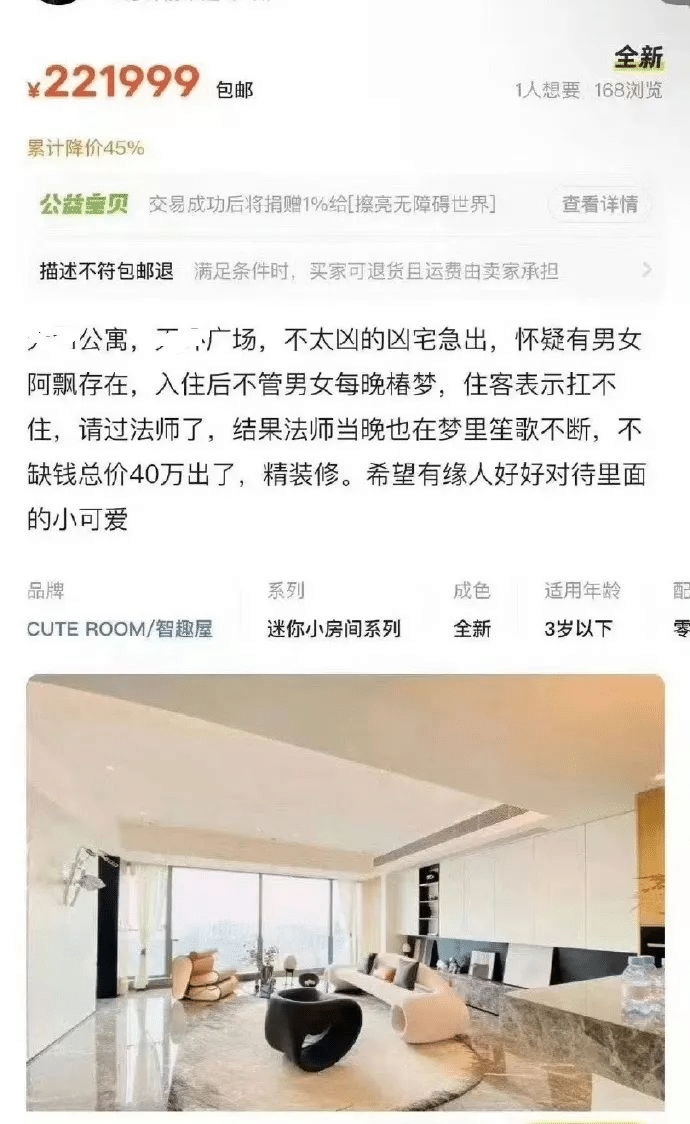 全新
¥221999 包邮
1人想要 168浏览
累计降价45%
公益宝贝 交易成功后将捐赠1%给[擦亮无障碍世界] 查看详情
描述不符包邮退 满足条件时，买家可退货且运费由卖家承担
公寓，广场，不太凶的凶宅急出，怀疑有男女
阿飘存在，入住后不管男女每晚椿梦，住客表示扛不
住，请过法师了，结果法师当晚也在梦里笙歌不断，不
缺钱总价40万出了，精装修。希望有缘人好好对待里面
的小可爱
品牌 系列 成色 适用年龄 配
CUTE ROOM/智趣屋 迷你小房间系列 全新 3岁以下 零